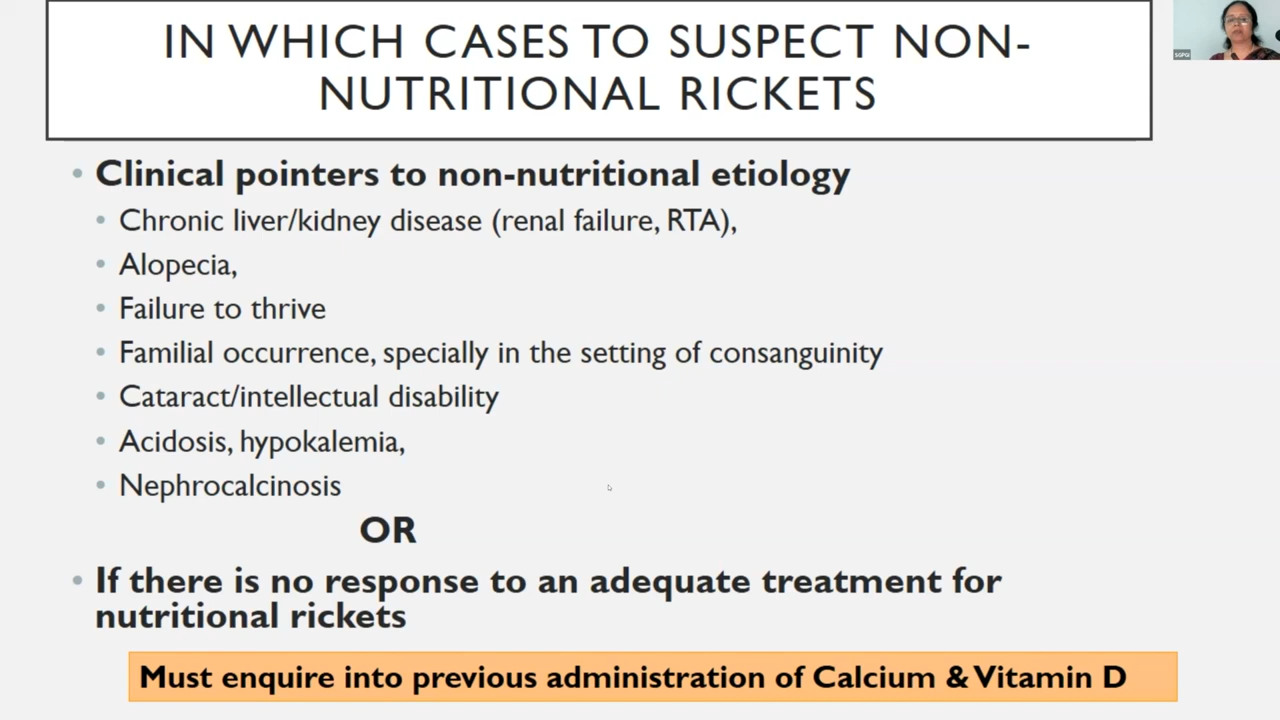 IN WHICH CASES TO SUSPECT NON-
NUTRITIONAL RICKETS
SGPGI
• Clinical pointers to non-nutritional etiology
• Chronic liver/kidney disease (renal failure, RTA),
• Alopecia,
• Failure to thrive
• Familial occurrence, specially in the setting of consanguinity
• Cataract/intellectual disability
• Acidosis, hypokalemia,
• Nephrocalcinosis
OR
• If there is no response to an adequate treatment for
nutritional rickets
Must enquire into previous administration of Calcium & Vitamin D